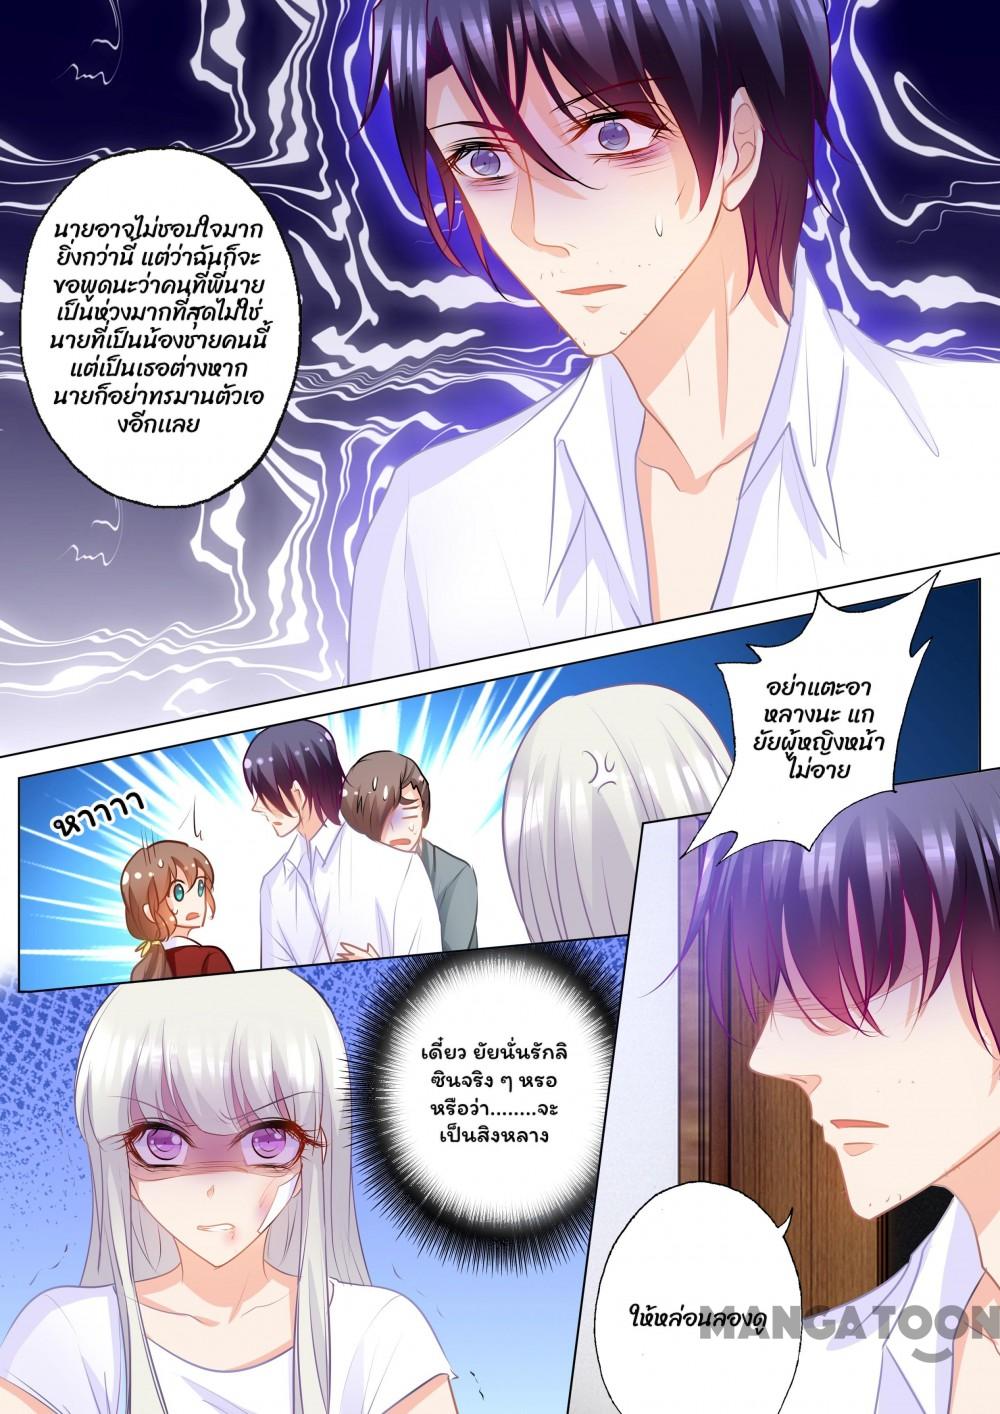 นายอาจไม่ชอบใจมาก
ยิ่งกว่านี้ แต่ว่าฉันก็จะ
ขอพูดนะว่าคนที่พี่นาย
เป็นห่วงมากที่สุดไม่ใช่
นายที่เป็นน้องชายคนนี้
แต่เป็นเธอต่างหาก
นายก็อย่าทรมานตัวเอ
งอีกแลย
อย่าแตะอา
หลางนะ แก
ยัยผู้หญิงหน้า
ไม่อาย
หาาาา
เดี๋ยว ยัยนั่นรักลิ
ซินจริง ๆ หรอ
หรือว่า........จะ
เป็นสิงหลาง
ให้หล่อนลองดู
MANGATOON